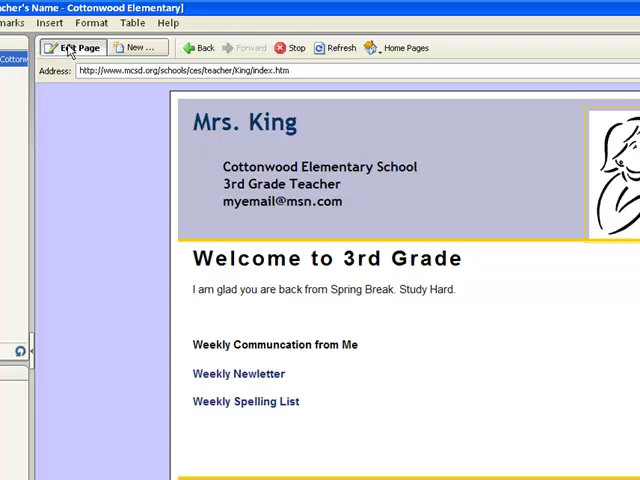 acher's Name - Cottonwood Elementary]
marks Insert Format Table Help
Cottonw
Edit Page New ... Back Forward Stop Refresh Home Pages
Address: http://www.mcsd.org/schools/ces/teacher/King/index.htm
Mrs. King
Cottonwood Elementary School
3rd Grade Teacher
myemail@msn.com
Welcome to 3rd Grade
I am glad you are back from Spring Break. Study Hard.
Weekly Communcation from Me
Weekly Newletter
Weekly Spelling List